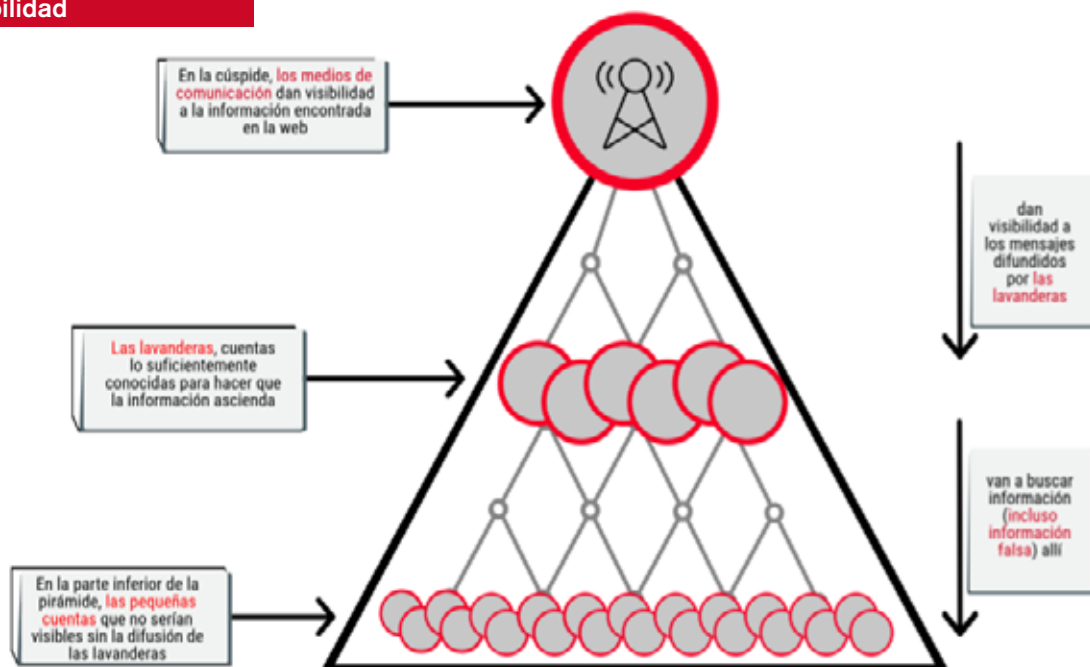 bilidad
En la cúspide, los medios de
comunicación dan visibilidad
a la información encontrada
en la web
dan
visibilidad a
los mensajes
difundidos
por las
lavanderas
Las lavanderas, cuentas
lo suficientemente
conocidas para hacer que
la información ascienda
van a buscar
información
(incluso
información
falsa) allí
En la parte inferior de la
pirámide, las pequeñas
cuentas que no serían
visibles sin la difusión de
las lavanderas